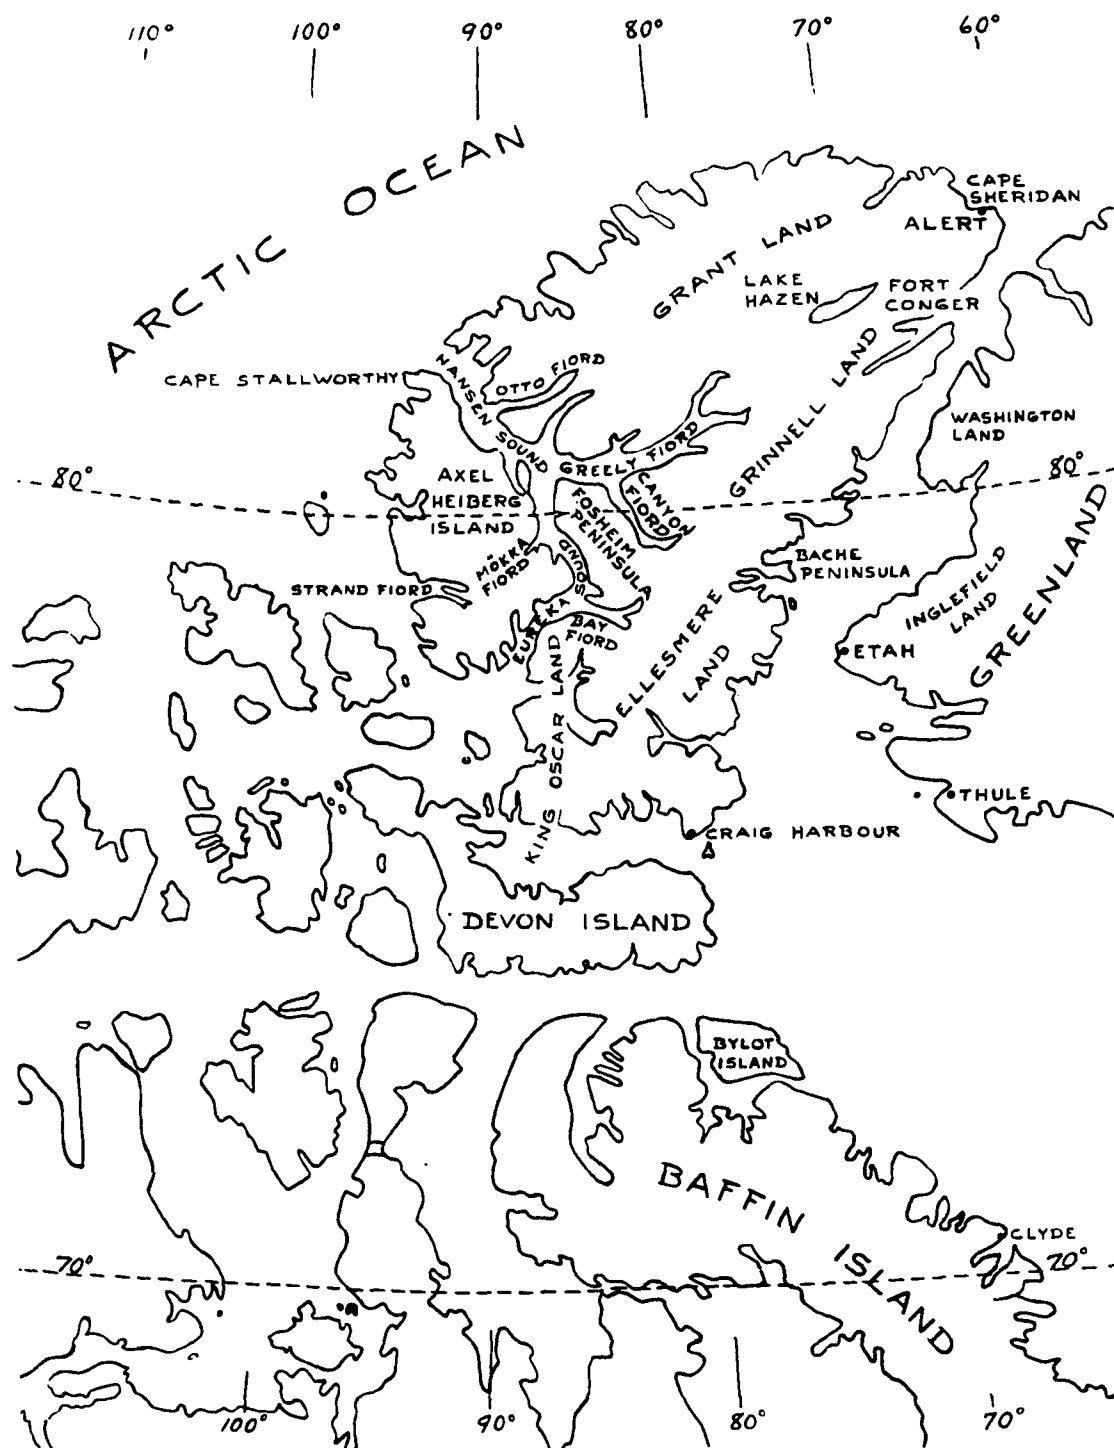 110°
100°
90°
80°
70°
60°
ARCTIC OCEAN
CAPE
SHERIDAN
ALERT
GRANT LAND
LAKE
HAZEN
FORT
CONGER
CAPE STALLWORTHY
NANSEN SOUND
OTTO FIORD
GREELY FIORD
GRINNELL LAND
WASHINGTON
LAND
80°
80°
AXEL
HEIBERG
ISLAND
CANYON
FIORD
FOSHEIM
PENINSULA
MÖKKA
FIORD
STRAND FIORD
EUREKA SOUND
BAY
FIORD
BACHE
PENINSULA
INGLEFIELD
LAND
GREENLAND
ETAH
ELLESMERE
LAND
KING OSCAR LAND
THULE
CRAIG HARBOUR
DEVON ISLAND
BYLOT
ISLAND
BAFFIN ISLAND
CLYDE
70°
70°
100°
90°
80°
70°